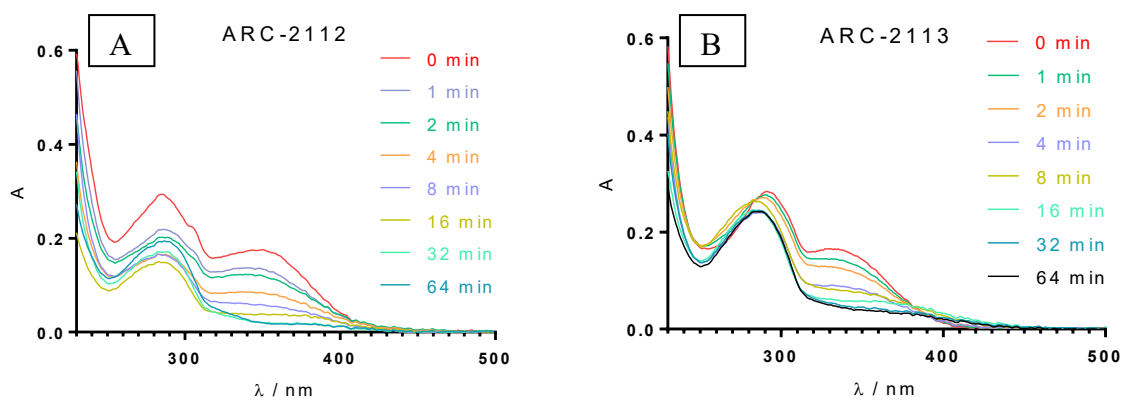 A
ARC-2112
0.6
0.4
0.2
0.0
A
300
400
500
λ / nm
0 min
1 min
2 min
4 min
8 min
16 min
32 min
64 min
B
ARC-2113
0.6
0.4
0.2
0.0
A
300
400
500
λ / nm
0 min
1 min
2 min
4 min
8 min
16 min
32 min
64 min